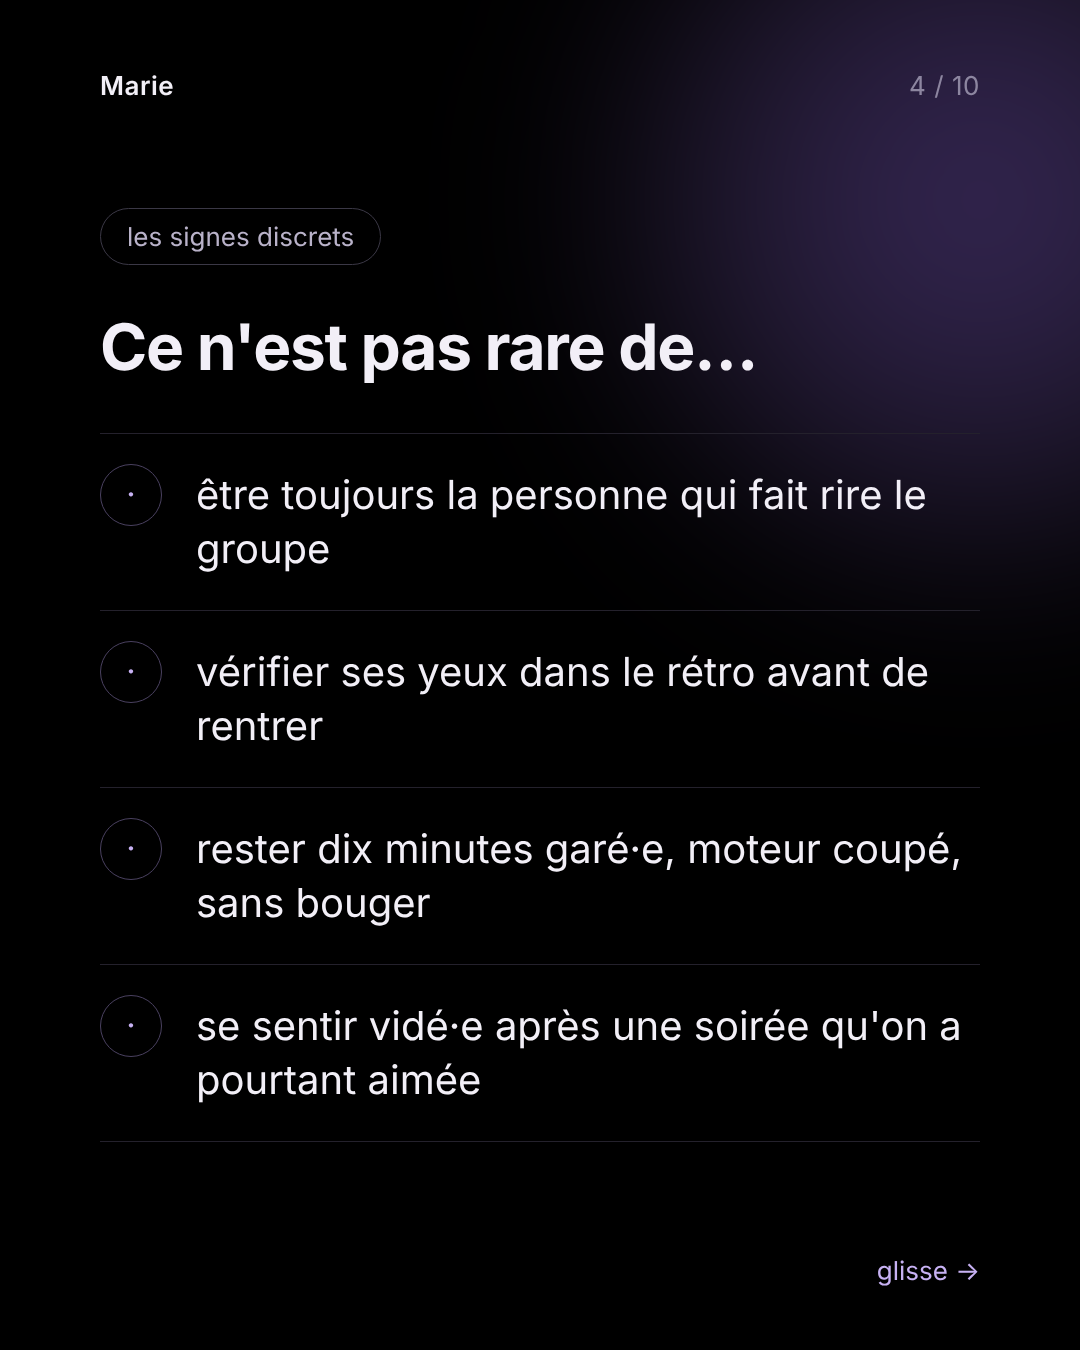 Marie
4 / 10
les signes discrets
Ce n'est pas rare de…
être toujours la personne qui fait rire le
groupe
vérifier ses yeux dans le rétro avant de
rentrer
rester dix minutes garé·e, moteur coupé,
sans bouger
se sentir vidé·e après une soirée qu'on a
pourtant aimée
glisse →